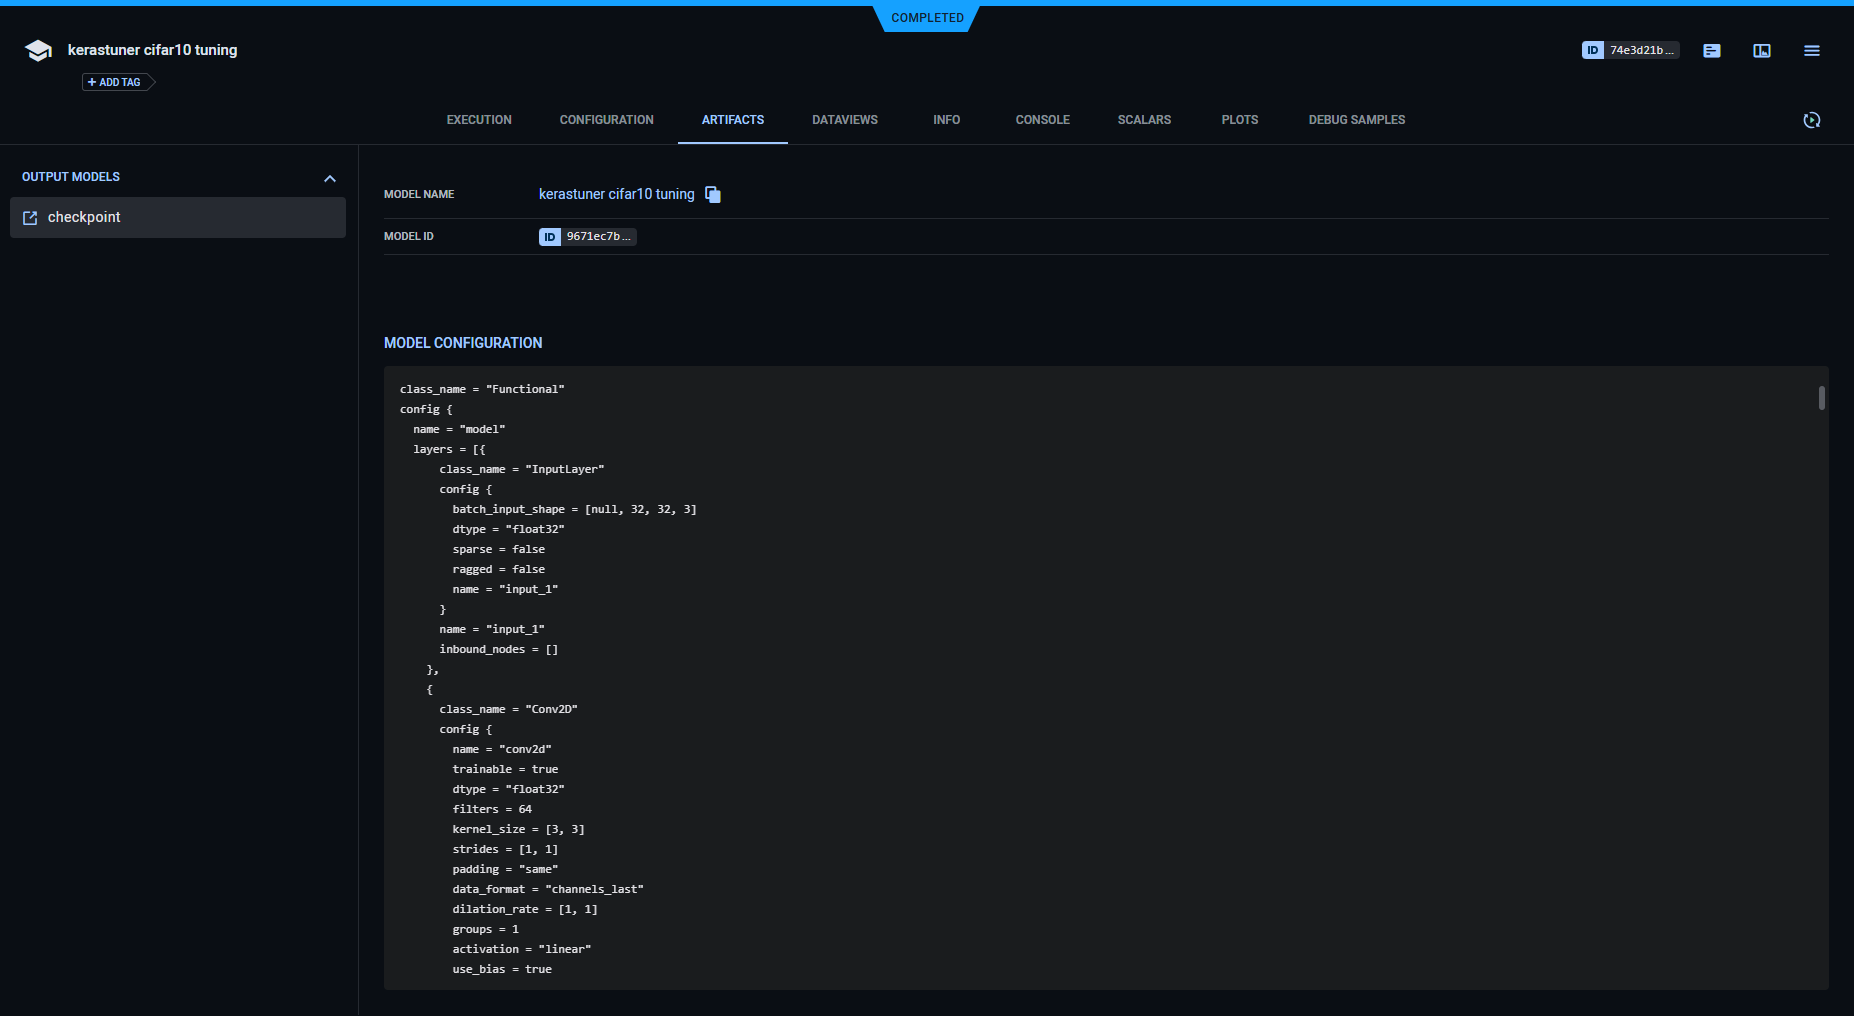 COMPLETED
kerastuner cifar10 tuning
ID 74e3d21b...
+ ADD TAG
EXECUTION CONFIGURATION ARTIFACTS DATAVIEWS INFO CONSOLE SCALARS PLOTS DEBUG SAMPLES
OUTPUT MODELS
checkpoint
MODEL NAME kerastuner cifar10 tuning
MODEL ID ID 9671ec7b...
MODEL CONFIGURATION
class_name = "Functional"
config {
name = "model"
layers = [{
class_name = "InputLayer"
config {
batch_input_shape = [null, 32, 32, 3]
dtype = "float32"
sparse = false
ragged = false
name = "input_1"
}
name = "input_1"
inbound_nodes = []
},
{
class_name = "Conv2D"
config {
name = "conv2d"
trainable = true
dtype = "float32"
filters = 64
kernel_size = [3, 3]
strides = [1, 1]
padding = "same"
data_format = "channels_last"
dilation_rate = [1, 1]
groups = 1
activation = "linear"
use_bias = true